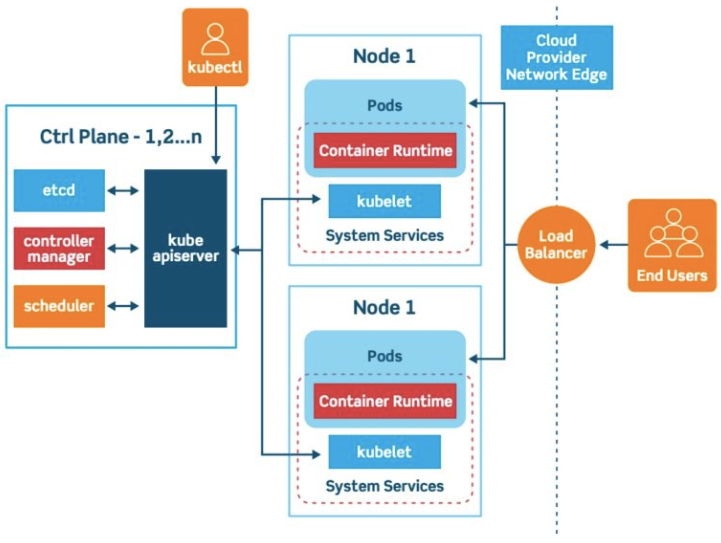 kubectl
Ctrl Plane - 1,2...n
etcd
controller
manager
scheduler
kube
apiserver
Node 1
Pods
Container Runtime
kubelet
System Services
Node 1
Pods
Container Runtime
kubelet
System Services
Cloud
Provider
Network Edge
Load
Balancer
End Users